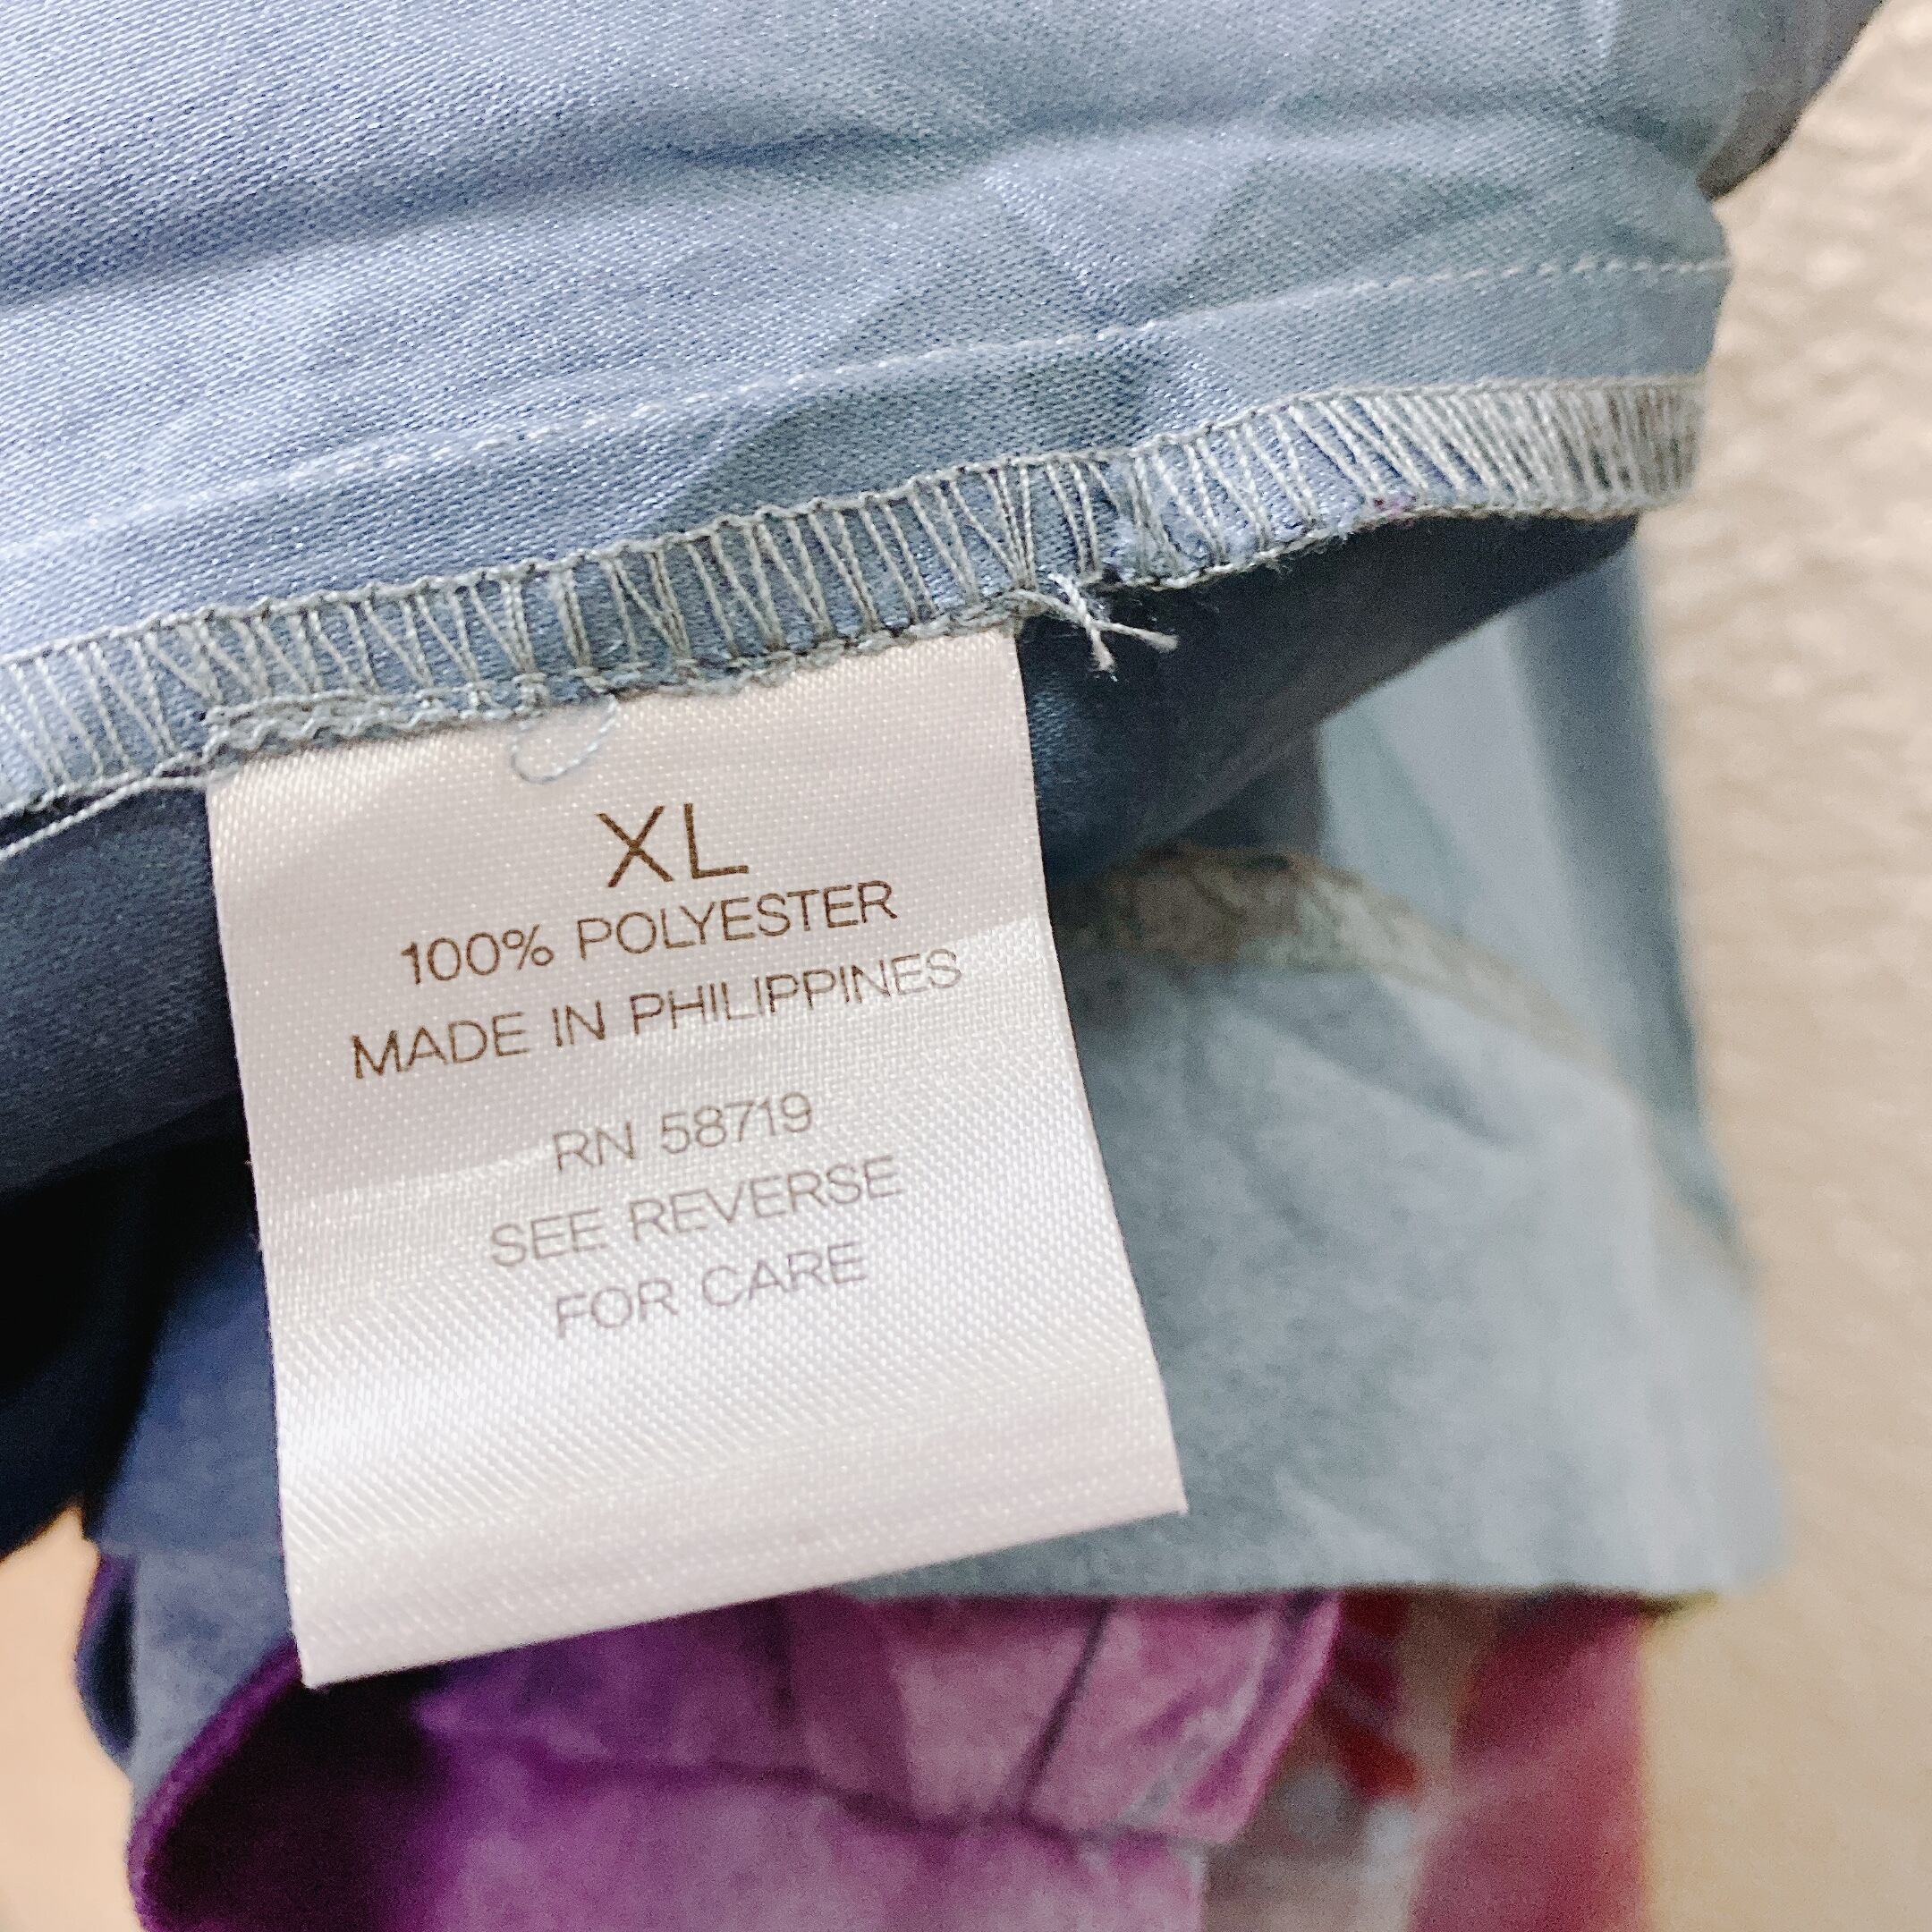 XL
100% POLYESTER
MADE IN PHILIPPINES
RN 58719
SEE REVERSE
FOR CARE